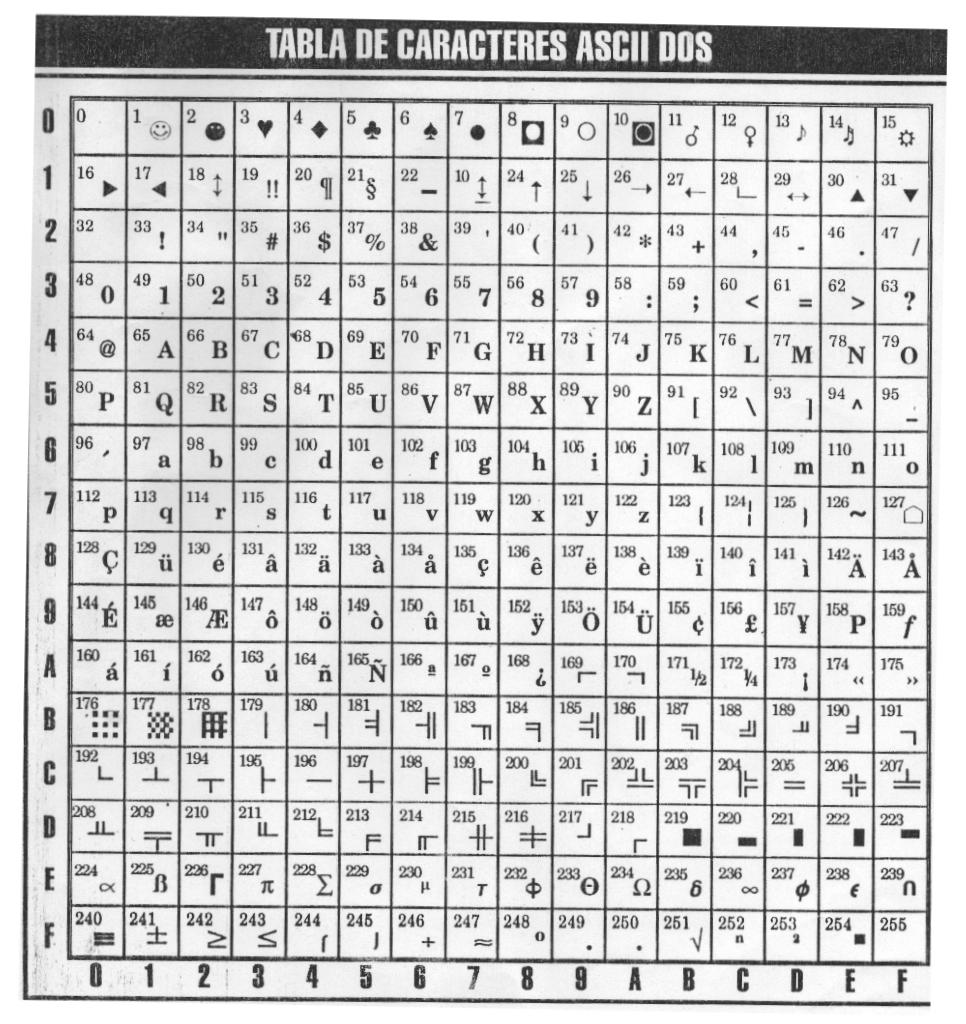 TABLA DE CARACTERES ASCII DOS
0 0 1 ☺ 2 ☻ 3 ♥ 4 ♦ 5 ♣ 6 ♠ 7 ● 8 ◘ 9 ○ 10 ◙ 11 ♂ 12 ♀ 13 ♪ 14 ♬ 15 ☼
1 16 ► 17 ◄ 18 ↕ 19 !! 20 ¶ 21 § 22 ▬ 10 ↨ 24 ↑ 25 ↓ 26 → 27 ← 28 ∟ 29 ↔ 30 ▲ 31 ▼
2 32 33 ! 34 " 35 # 36 $ 37 % 38 & 39 ' 40 ( 41 ) 42 * 43 + 44 , 45 - 46 . 47 /
3 48 0 49 1 50 2 51 3 52 4 53 5 54 6 55 7 56 8 57 9 58 : 59 ; 60 < 61 = 62 > 63 ?
4 64 @ 65 A 66 B 67 C 68 D 69 E 70 F 71 G 72 H 73 I 74 J 75 K 76 L 77 M 78 N 79 O
5 80 P 81 Q 82 R 83 S 84 T 85 U 86 V 87 W 88 X 89 Y 90 Z 91 [ 92 \ 93 ] 94 ^ 95 _
6 96 ´ 97 a 98 b 99 c 100 d 101 e 102 f 103 g 104 h 105 i 106 j 107 k 108 l 109 m 110 n 111 o
7 112 p 113 q 114 r 115 s 116 t 117 u 118 v 119 w 120 x 121 y 122 z 123 { 124 ¦ 125 } 126 ~ 127 ⌂
8 128 Ç 129 ü 130 é 131 â 132 ä 133 à 134 å 135 ç 136 ê 137 ë 138 è 139 ï 140 î 141 ì 142 Ä 143 Å
9 144 É 145 æ 146 Æ 147 ô 148 ö 149 ò 150 û 151 ù 152 ÿ 153 Ö 154 Ü 155 ¢ 156 £ 157 ¥ 158 P 159 ƒ
A 160 á 161 í 162 ó 163 ú 164 ñ 165 Ñ 166 ª 167 º 168 ¿ 169 ⌐ 170 ¬ 171 ½ 172 ¼ 173 ¡ 174 ‹‹ 175 ››
B 176 ░ 177 ▒ 178 ▓ 179 │ 180 ┤ 181 ╡ 182 ╢ 183 ╖ 184 ╕ 185 ╣ 186 ║ 187 ╗ 188 ╝ 189 ╜ 190 ╛ 191 ┐
C 192 └ 193 ┴ 194 ┬ 195 ├ 196 ─ 197 ┼ 198 ╞ 199 ╟ 200 ╚ 201 ╔ 202 ╩ 203 ╦ 204 ╠ 205 ═ 206 ╬ 207 ╧
D 208 ╨ 209 ╤ 210 ╥ 211 ╙ 212 ╘ 213 ╒ 214 ╓ 215 ╫ 216 ╪ 217 ┘ 218 ┌ 219 █ 220 ▄ 221 ▌ 222 ▐ 223 ▀
E 224 ∝ 225 ß 226 Γ 227 π 228 Σ 229 σ 230 µ 231 τ 232 ϕ 233 Θ 234 Ω 235 δ 236 ∞ 237 ϕ 238 ϵ 239 ∩
F 240 ≡ 241 ± 242 ≥ 243 ≤ 244 ⌠ 245 ⌡ 246 + 247 ≈ 248 ° 249 . 250 . 251 √ 252 ⁿ 253 ² 254 ■ 255
0 1 2 3 4 5 6 7 8 9 A B C D E F